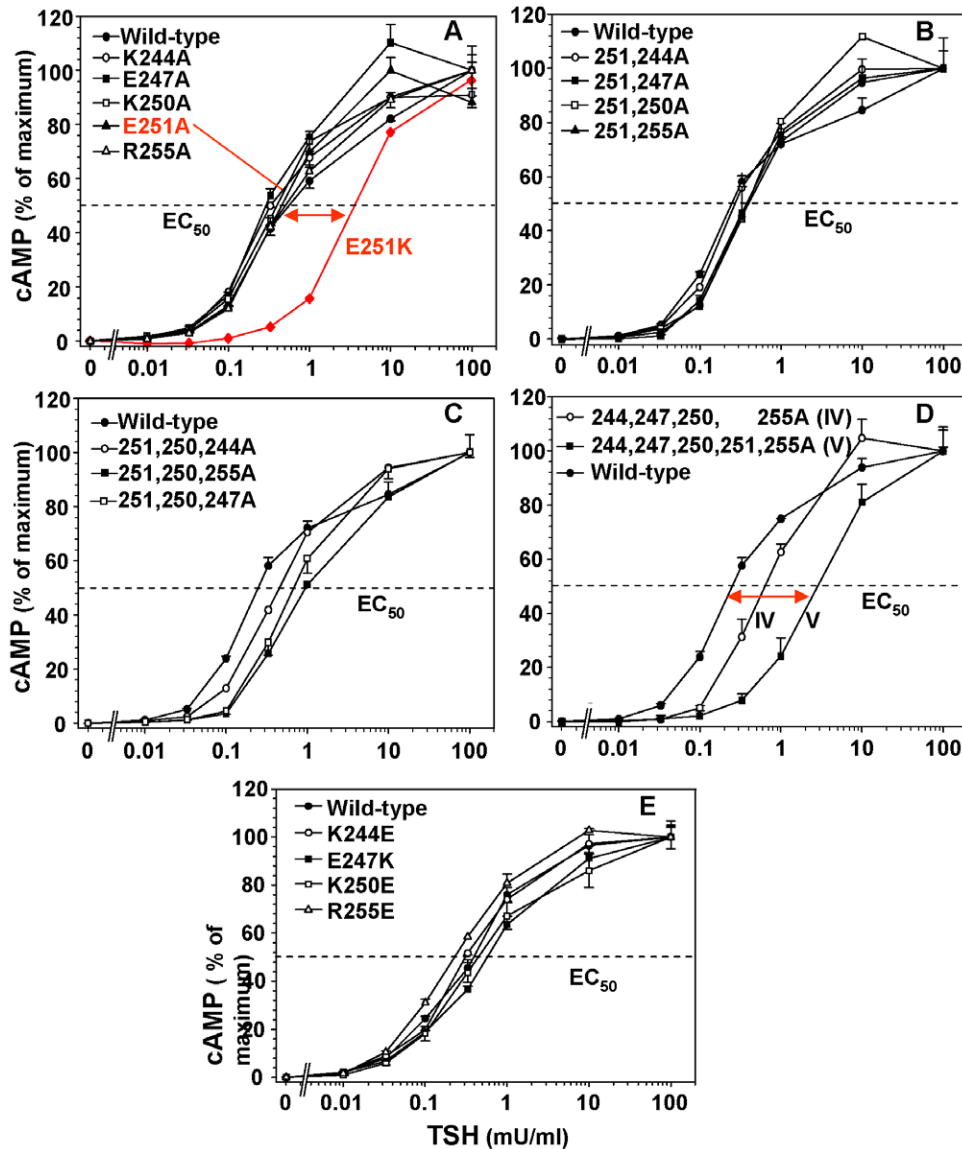 A
Wild-type
K244A
E247A
K250A
E251A
R255A
EC50
E251K
cAMP (% of maximum)
120
100
80
60
40
20
0
0 0.01 0.1 1 10 100
B
Wild-type
251,244A
251,247A
251,250A
251,255A
EC50
120
100
80
60
40
20
0
0 0.01 0.1 1 10 100
C
Wild-type
251,250,244A
251,250,255A
251,250,247A
EC50
cAMP (% of maximum)
120
100
80
60
40
20
0
0 0.01 0.1 1 10 100
D
244,247,250, 255A (IV)
244,247,250,251,255A (V)
Wild-type
EC50
IV V
120
100
80
60
40
20
0
0 0.01 0.1 1 10 100
E
Wild-type
K244E
E247K
K250E
R255E
EC50
cAMP ( % of
maximum)
120
100
80
60
40
20
0
0 0.01 0.1 1 10 100
TSH (mU/ml)